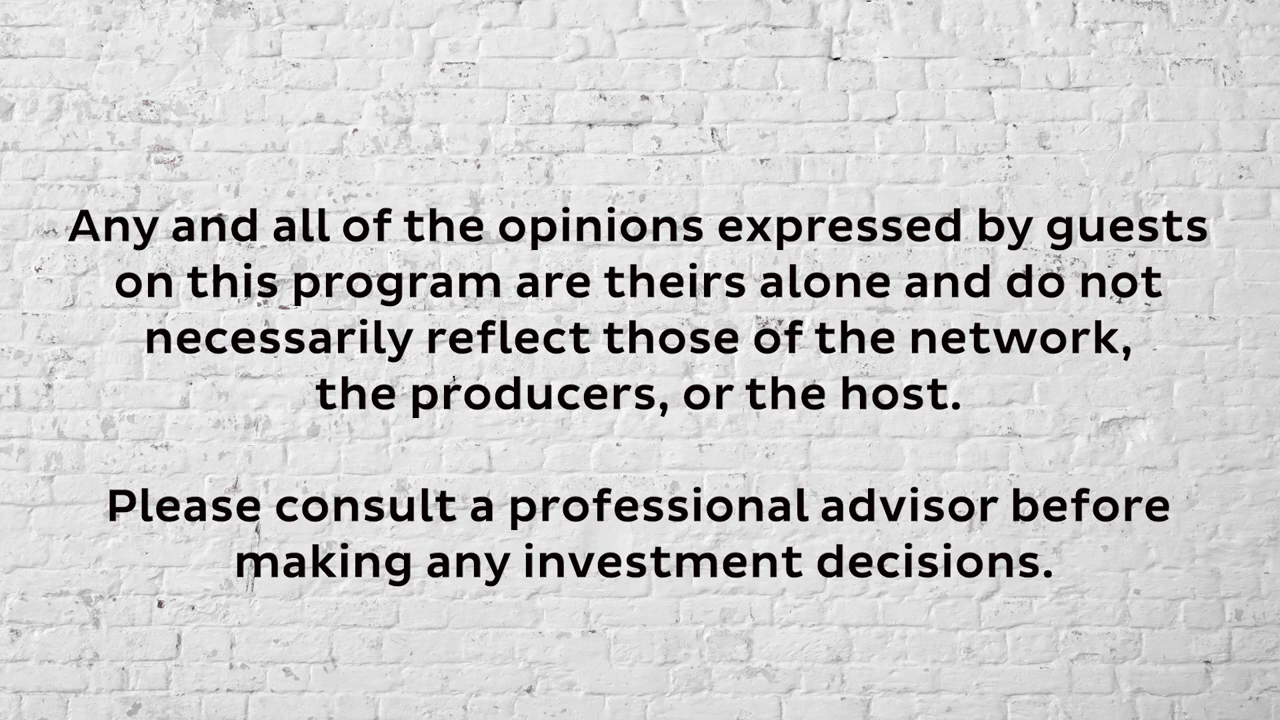 Any and all of the opinions expressed by guests
on this program are theirs alone and do not
necessarily reflect those of the network,
the producers, or the host.
Please consult a professional advisor before
making any investment decisions.